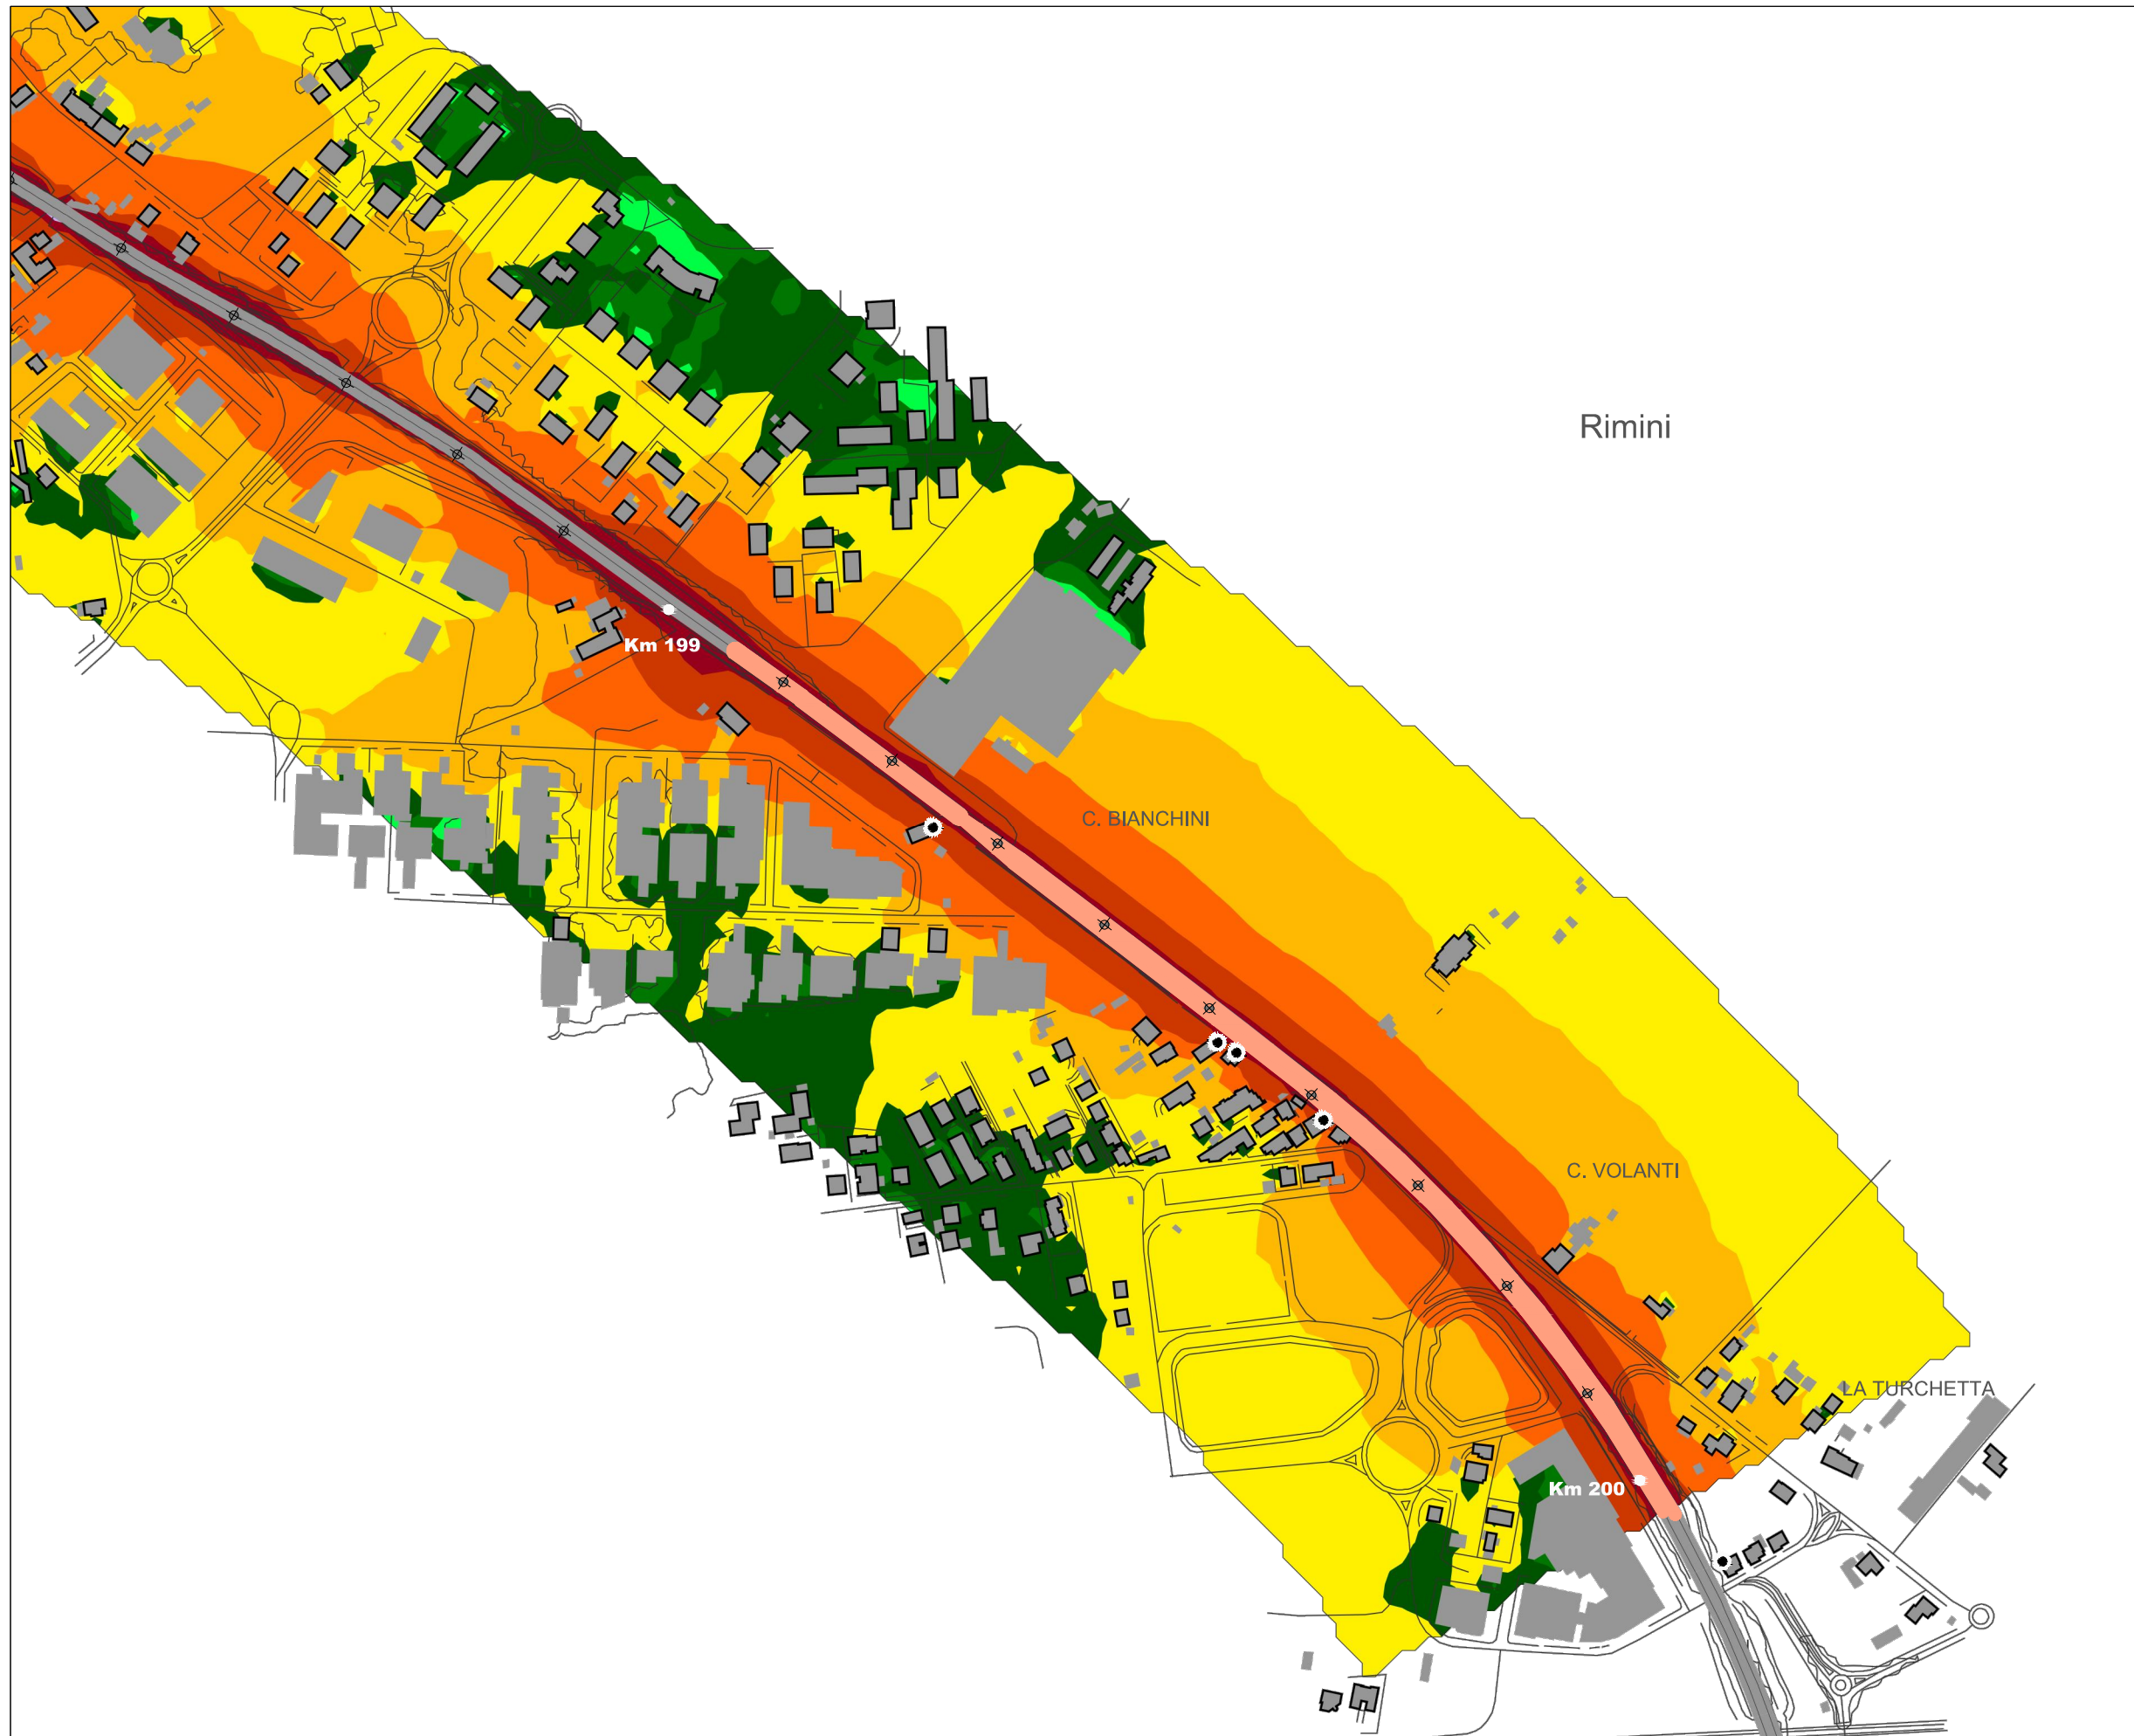 Rimini
Km 199
C. BIANCHINI
C. VOLANTI
LA TURCHETTA
Km 200